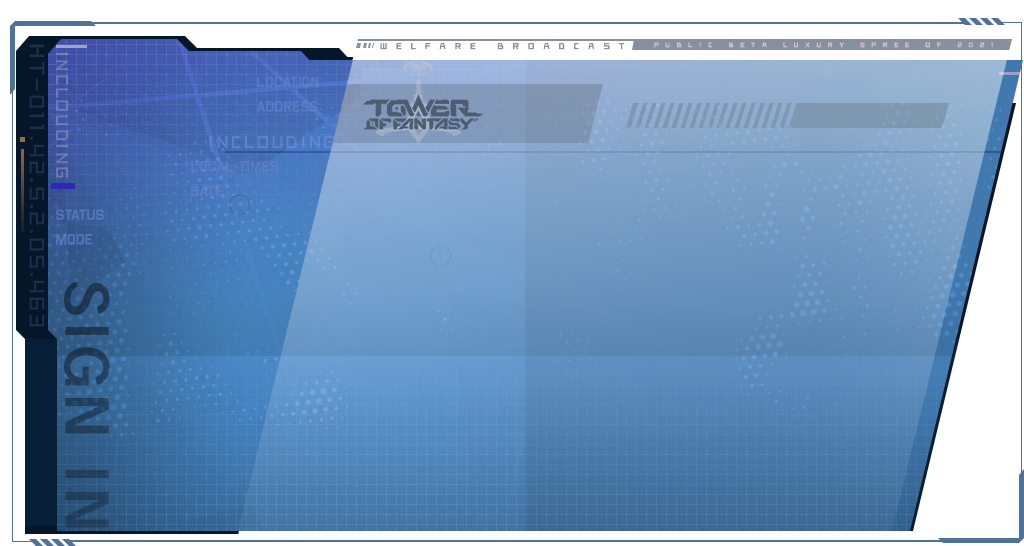 WELFARE BROADCAST
PUBLIC BETA LUXURY SPREE OF 2021
HT-011.42.5.2.05.463
INCLOUDING
LOCATION
ADDRESS
TOWER
OF FANTASY
INCLOUDING
LOCAL TIMES
DATE
STATUS
MODE
SIGN IN